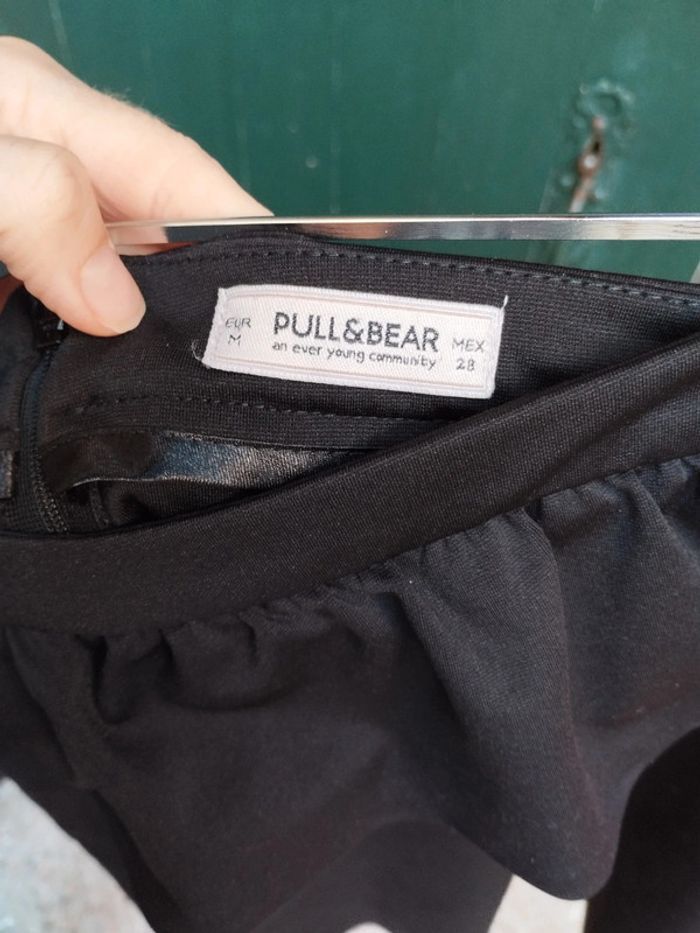 EUR
M
PULL&BEAR
an ever young community
MEX
28